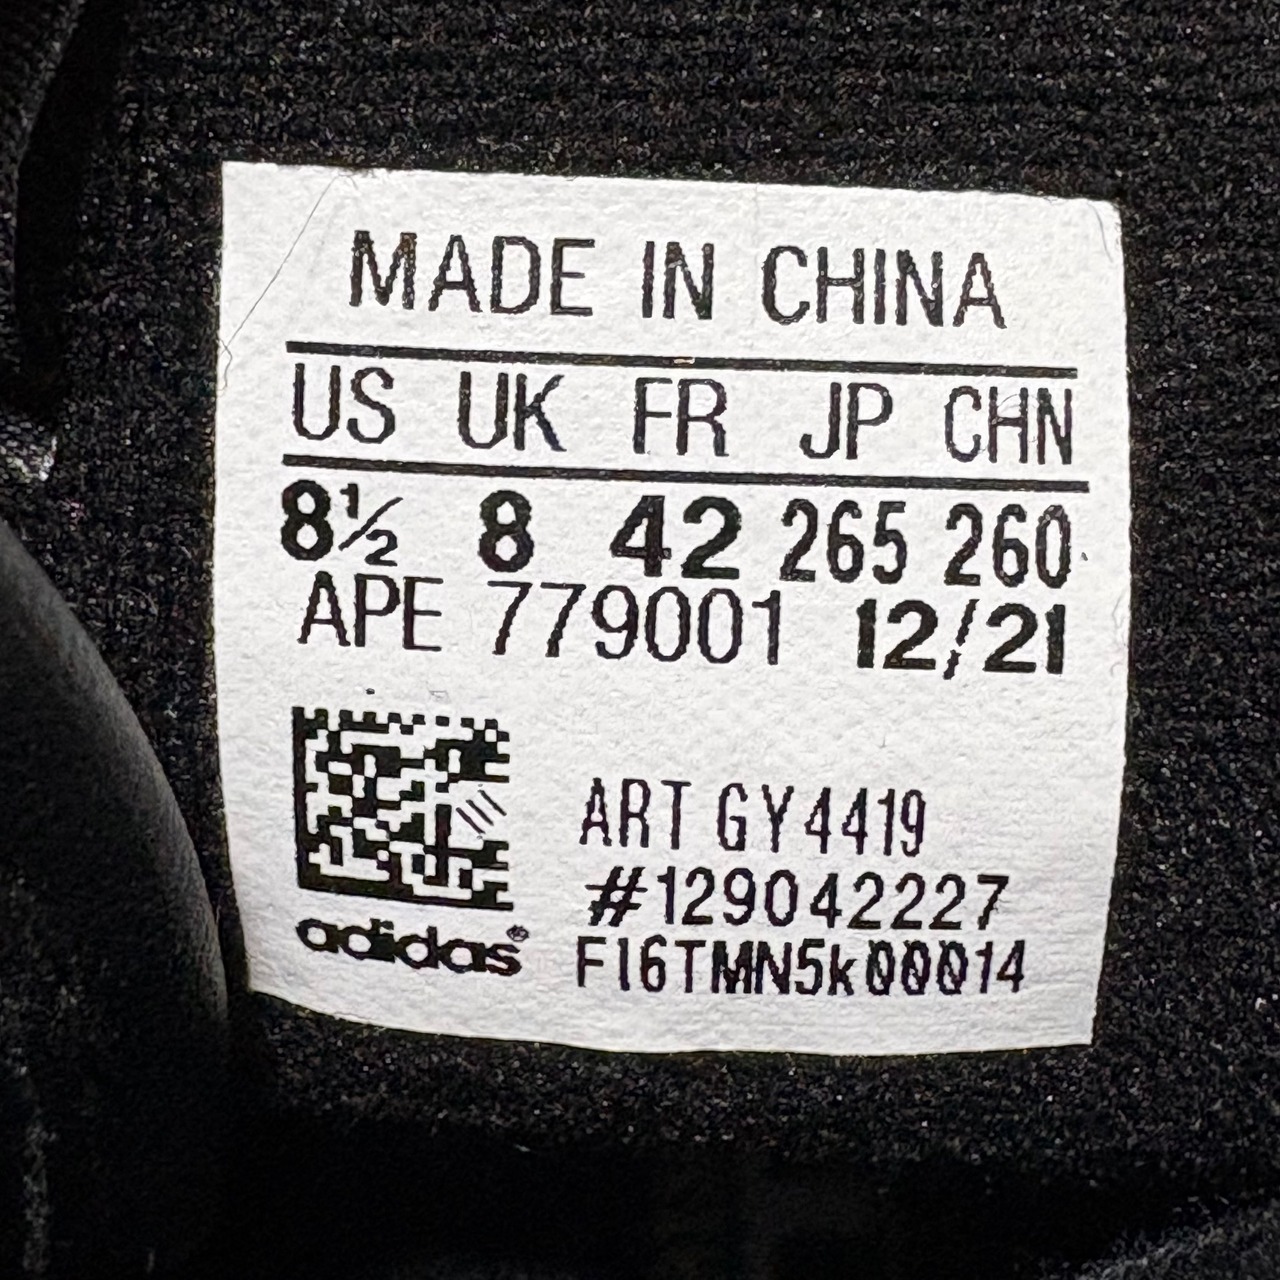 MADE IN CHINA
US UK FR JP CHN
8½ 8 42 265 260
APE 779001 12/21
ART GY4419
#129042227
F16TMN5k00014
adidas®